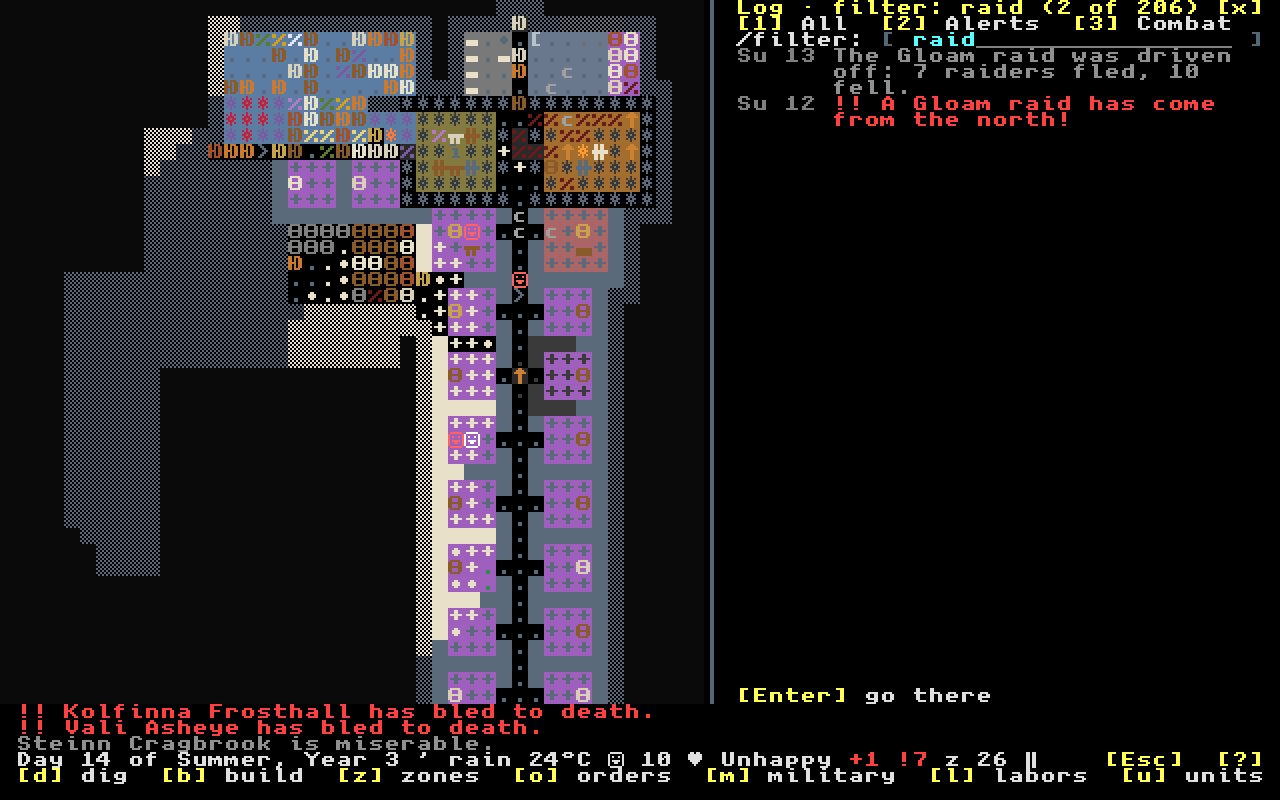 Log - filter: raid (2 of 206) [x]
[1] All [2] Alerts [3] Combat
/filter: [ raid______________ ]
Su 13 The Gloam raid was driven
off: 7 raiders fled, 10
fell.
Su 12 !! A Gloam raid has come
from the north!
[Enter] go there
!! Kolfinna Frosthall has bled to death.
!! Vali Asheye has bled to death.
Steinn Cragbrook is miserable.
Day 14 of Summer, Year 3 ' rain 24°C ☺ 10 ♥ Unhappy +1 !7 z 26 ‖ [Esc] [?]
[d] dig [b] build [z] zones [o] orders [m] military [l] labors [u] units